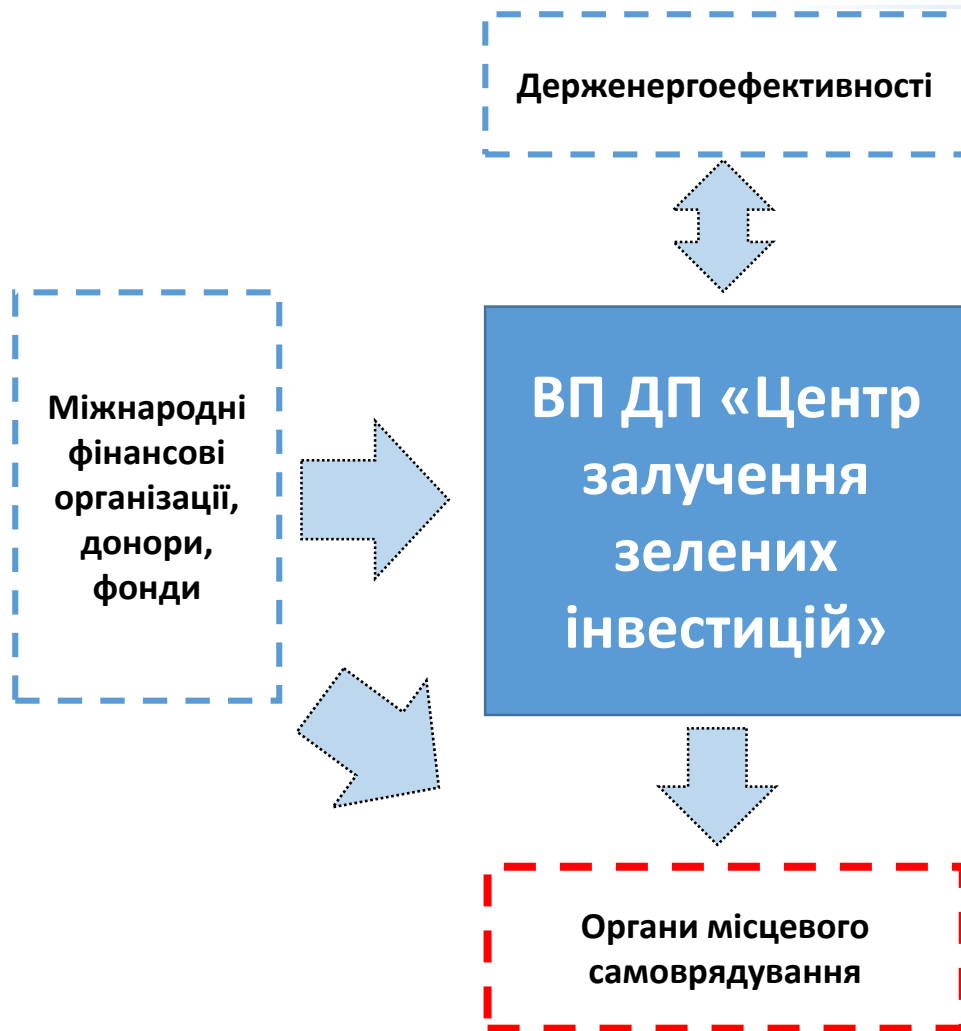 Держенергоефективності
Міжнародні
фінансові
організації,
донори,
фонди
ВП ДП «Центр
залучення
зелених
інвестицій»
Органи місцевого
самоврядування